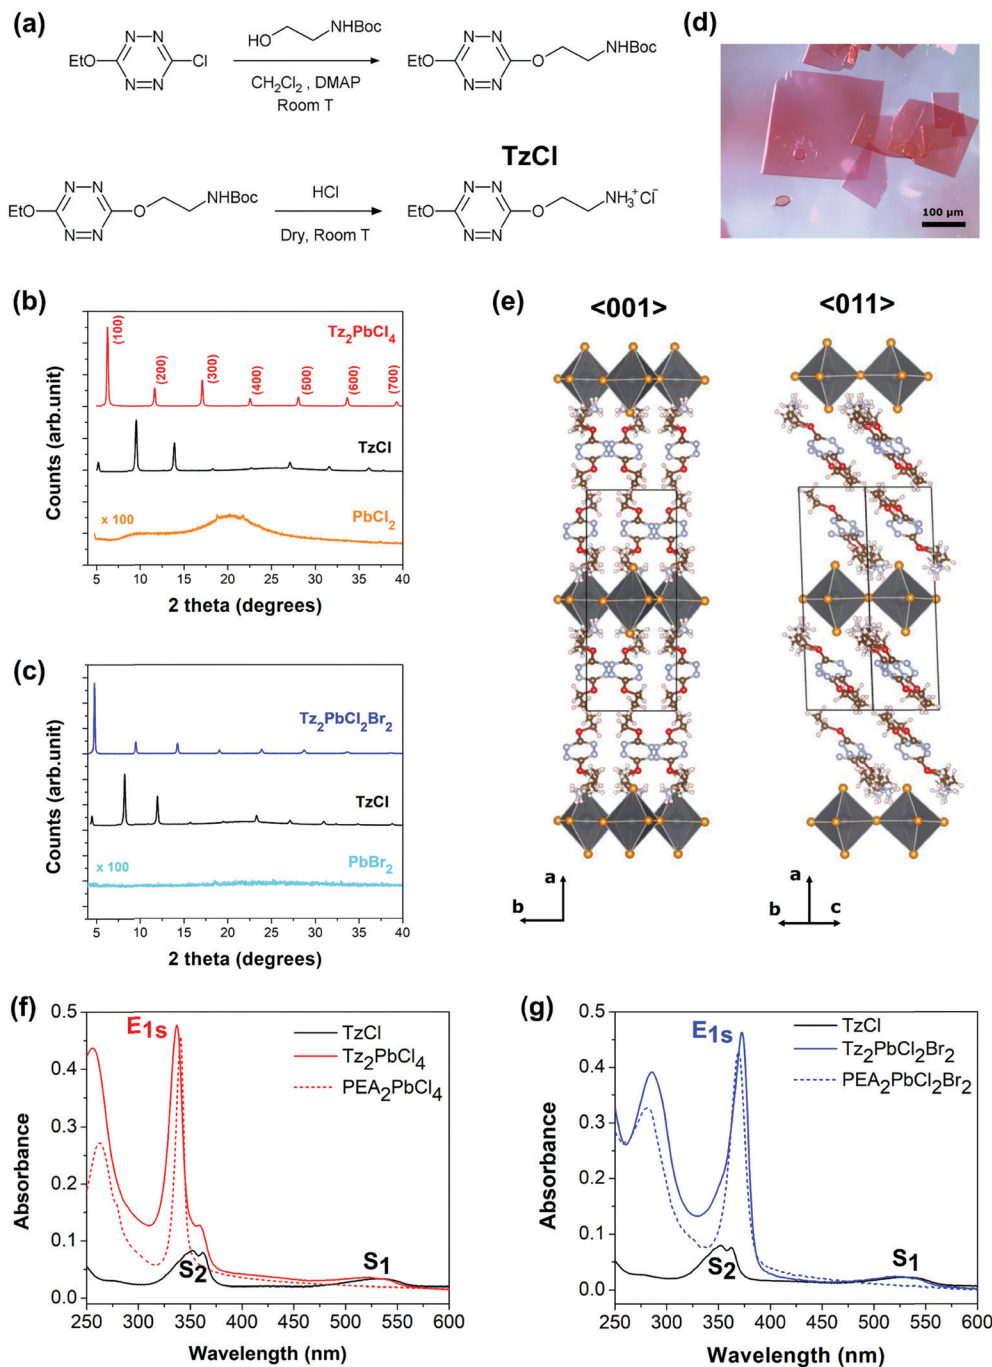 (a)
N N
EtO Cl
N=N
HO NHBoc
CH₂Cl₂ , DMAP
Room T
N N
EtO O NHBoc
N=N
N N
EtO O NHBoc
N=N
HCl
Dry, Room T
TzCl
N N
EtO O NH₃⁺Cl⁻
N=N
(d)
100 µm
(b)
Counts (arb.unit)
(100)
(200)
(300)
(400)
(500)
(600)
(700)
Tz₂PbCl₄
TzCl
x 100
PbCl₂
5 10 15 20 25 30 35 40
2 theta (degrees)
(c)
Counts (arb.unit)
Tz₂PbCl₂Br₂
TzCl
x 100
PbBr₂
5 10 15 20 25 30 35 40
2 theta (degrees)
(e)
<001>
<011>
a
b
a
b c
(f)
Absorbance
0.5
0.4
0.3
0.2
0.1
0.0
E1s
TzCl
Tz₂PbCl₄
PEA₂PbCl₄
S₂
S₁
250 300 350 400 450 500 550 600
Wavelength (nm)
(g)
Absorbance
0.5
0.4
0.3
0.2
0.1
0.0
E1s
TzCl
Tz₂PbCl₂Br₂
PEA₂PbCl₂Br₂
S₂
S₁
250 300 350 400 450 500 550 600
Wavelength (nm)